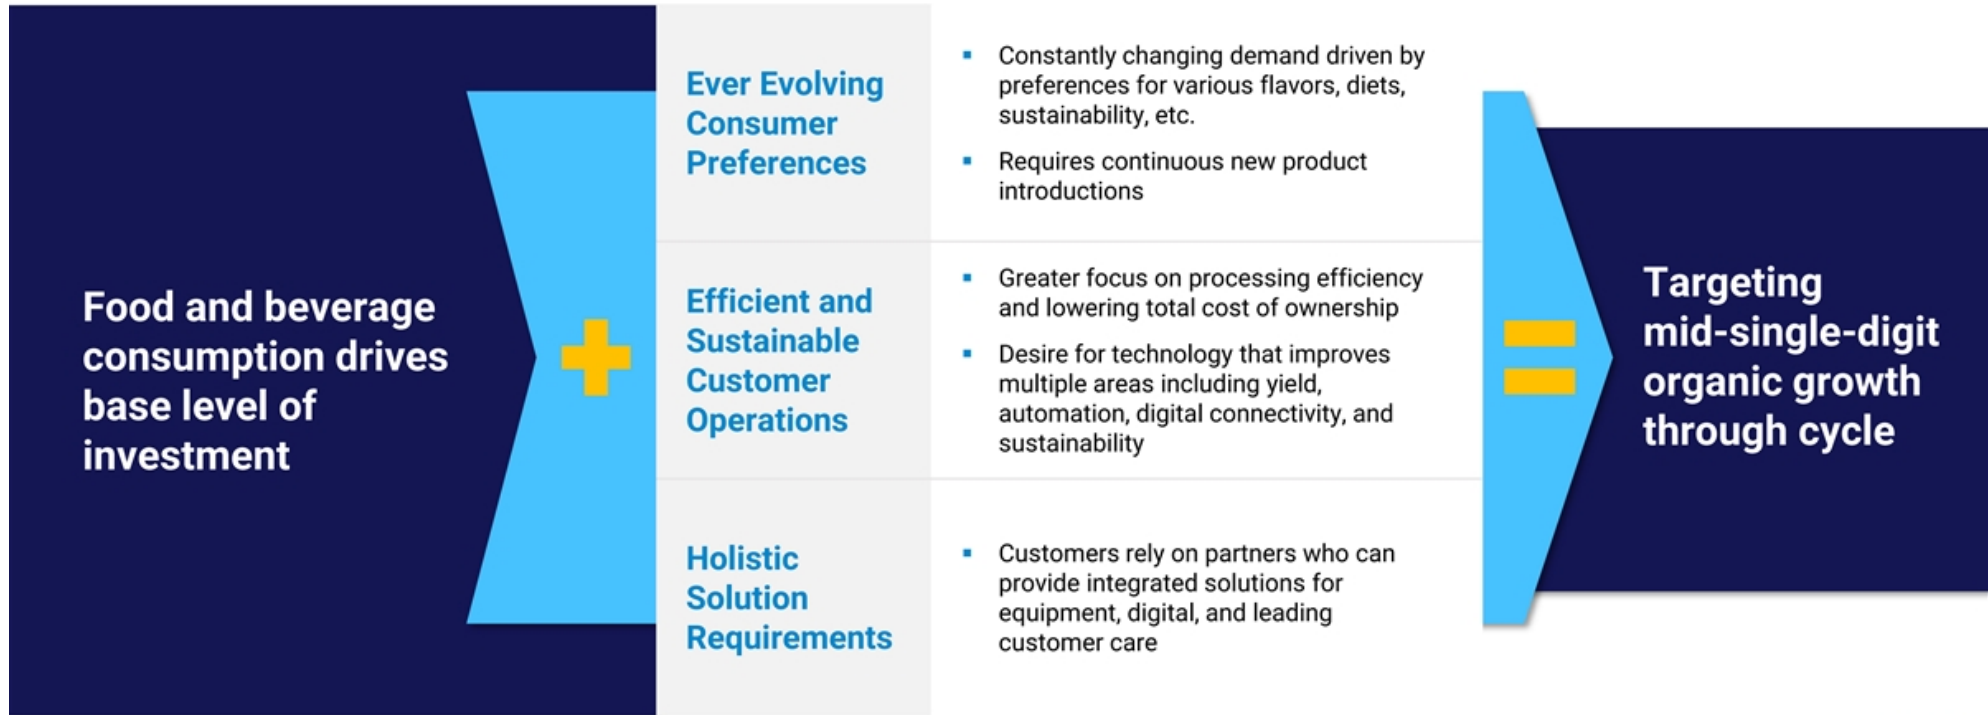 Food and beverage
consumption drives
base level of
investment
+
Ever Evolving
Consumer
Preferences
▪ Constantly changing demand driven by
preferences for various flavors, diets,
sustainability, etc.
▪ Requires continuous new product
introductions
Efficient and
Sustainable
Customer
Operations
▪ Greater focus on processing efficiency
and lowering total cost of ownership
▪ Desire for technology that improves
multiple areas including yield,
automation, digital connectivity, and
sustainability
Holistic
Solution
Requirements
▪ Customers rely on partners who can
provide integrated solutions for
equipment, digital, and leading
customer care
=
Targeting
mid-single-digit
organic growth
through cycle